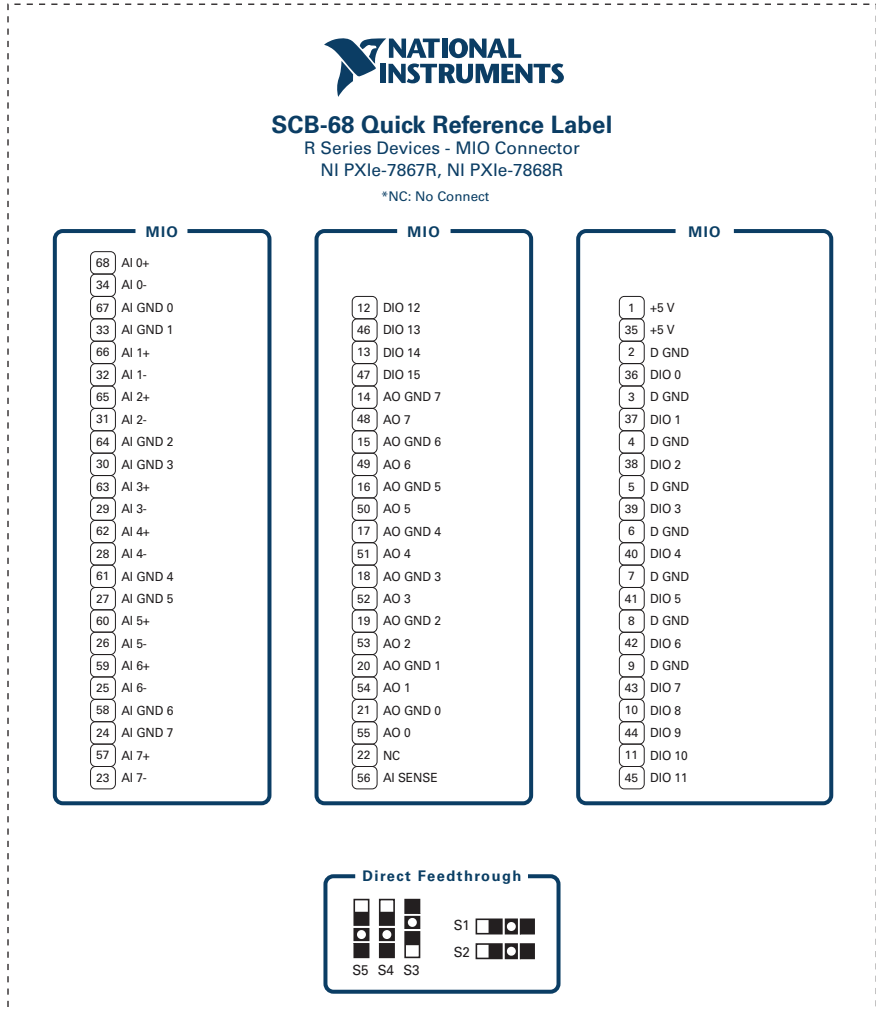 NATIONAL
INSTRUMENTS
SCB-68 Quick Reference Label
R Series Devices - MIO Connector
NI PXIe-7867R, NI PXIe-7868R
*NC: No Connect
MIO
68 AI 0+
34 AI 0-
67 AI GND 0
33 AI GND 1
66 AI 1+
32 AI 1-
65 AI 2+
31 AI 2-
64 AI GND 2
30 AI GND 3
63 AI 3+
29 AI 3-
62 AI 4+
28 AI 4-
61 AI GND 4
27 AI GND 5
60 AI 5+
26 AI 5-
59 AI 6+
25 AI 6-
58 AI GND 6
24 AI GND 7
57 AI 7+
23 AI 7-
MIO
12 DIO 12
46 DIO 13
13 DIO 14
47 DIO 15
14 AO GND 7
48 AO 7
15 AO GND 6
49 AO 6
16 AO GND 5
50 AO 5
17 AO GND 4
51 AO 4
18 AO GND 3
52 AO 3
19 AO GND 2
53 AO 2
20 AO GND 1
54 AO 1
21 AO GND 0
55 AO 0
22 NC
56 AI SENSE
MIO
1 +5 V
35 +5 V
2 D GND
36 DIO 0
3 D GND
37 DIO 1
4 D GND
38 DIO 2
5 D GND
39 DIO 3
6 D GND
40 DIO 4
7 D GND
41 DIO 5
8 D GND
42 DIO 6
9 D GND
43 DIO 7
10 DIO 8
44 DIO 9
11 DIO 10
45 DIO 11
Direct Feedthrough
S1
S2
S5 S4 S3